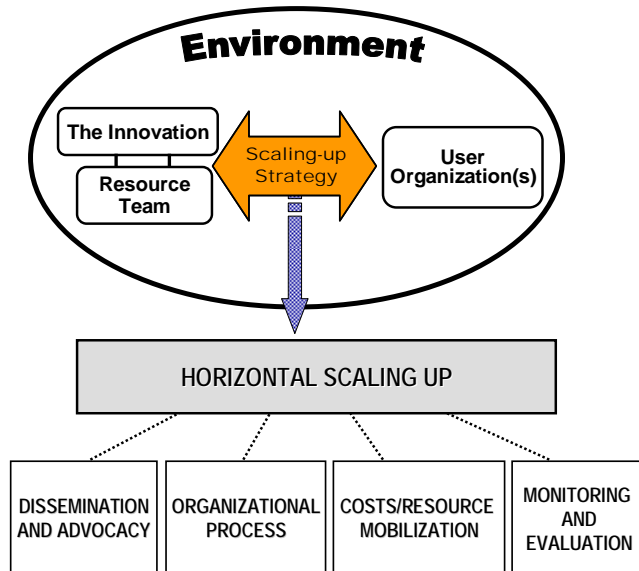 Environment
The Innovation
Resource
Team
Scaling-up
Strategy
User
Organization(s)
HORIZONTAL SCALING UP
DISSEMINATION
AND ADVOCACY
ORGANIZATIONAL
PROCESS
COSTS/RESOURCE
MOBILIZATION
MONITORING
AND
EVALUATION